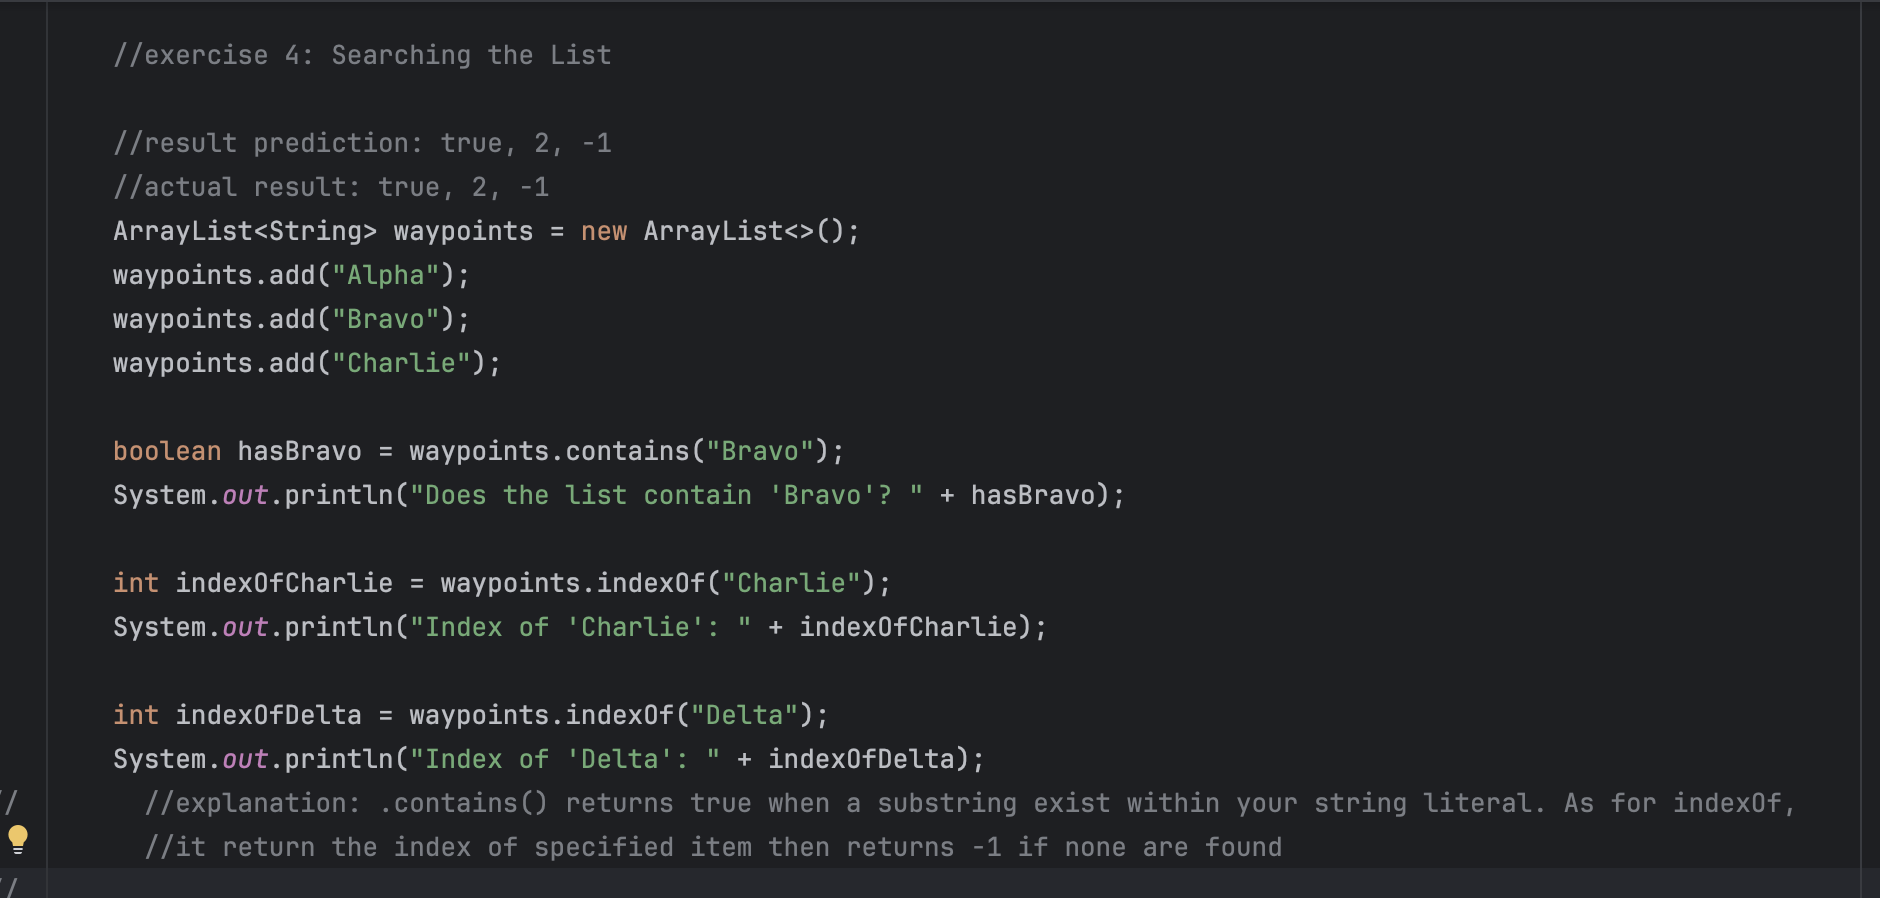 //exercise 4: Searching the List
//result prediction: true, 2, -1
//actual result: true, 2, -1
ArrayList<String> waypoints = new ArrayList<>();
waypoints.add("Alpha");
waypoints.add("Bravo");
waypoints.add("Charlie");
boolean hasBravo = waypoints.contains("Bravo");
System.out.println("Does the list contain 'Bravo'? " + hasBravo);
int indexOfCharlie = waypoints.indexOf("Charlie");
System.out.println("Index of 'Charlie': " + indexOfCharlie);
int indexOfDelta = waypoints.indexOf("Delta");
System.out.println("Index of 'Delta': " + indexOfDelta);
// //explanation: .contains() returns true when a substring exist within your string literal. As for indexOf,
//it return the index of specified item then returns -1 if none are found
//